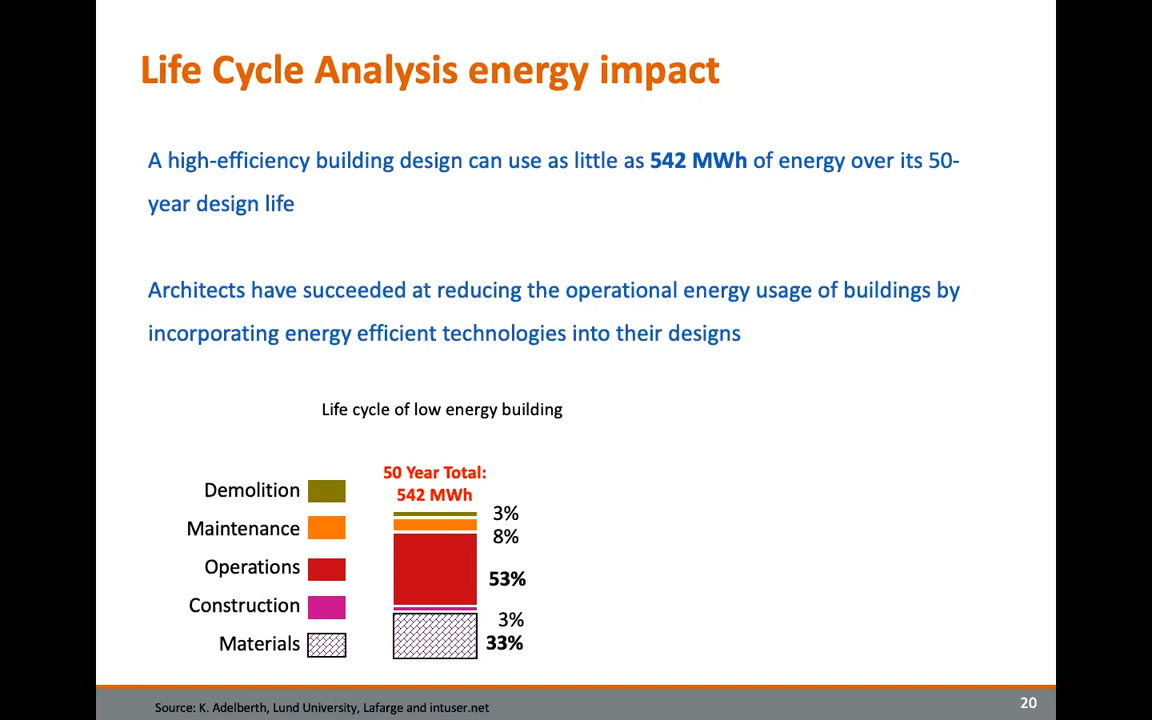 Life Cycle Analysis energy impact
A high-efficiency building design can use as little as 542 MWh of energy over its 50-
year design life
Architects have succeeded at reducing the operational energy usage of buildings by
incorporating energy efficient technologies into their designs
Life cycle of low energy building
50 Year Total:
542 MWh
Demolition
3%
Maintenance
8%
Operations
53%
Construction
3%
Materials
33%
Source: K. Adelberth, Lund University, Lafarge and intuser.net
20